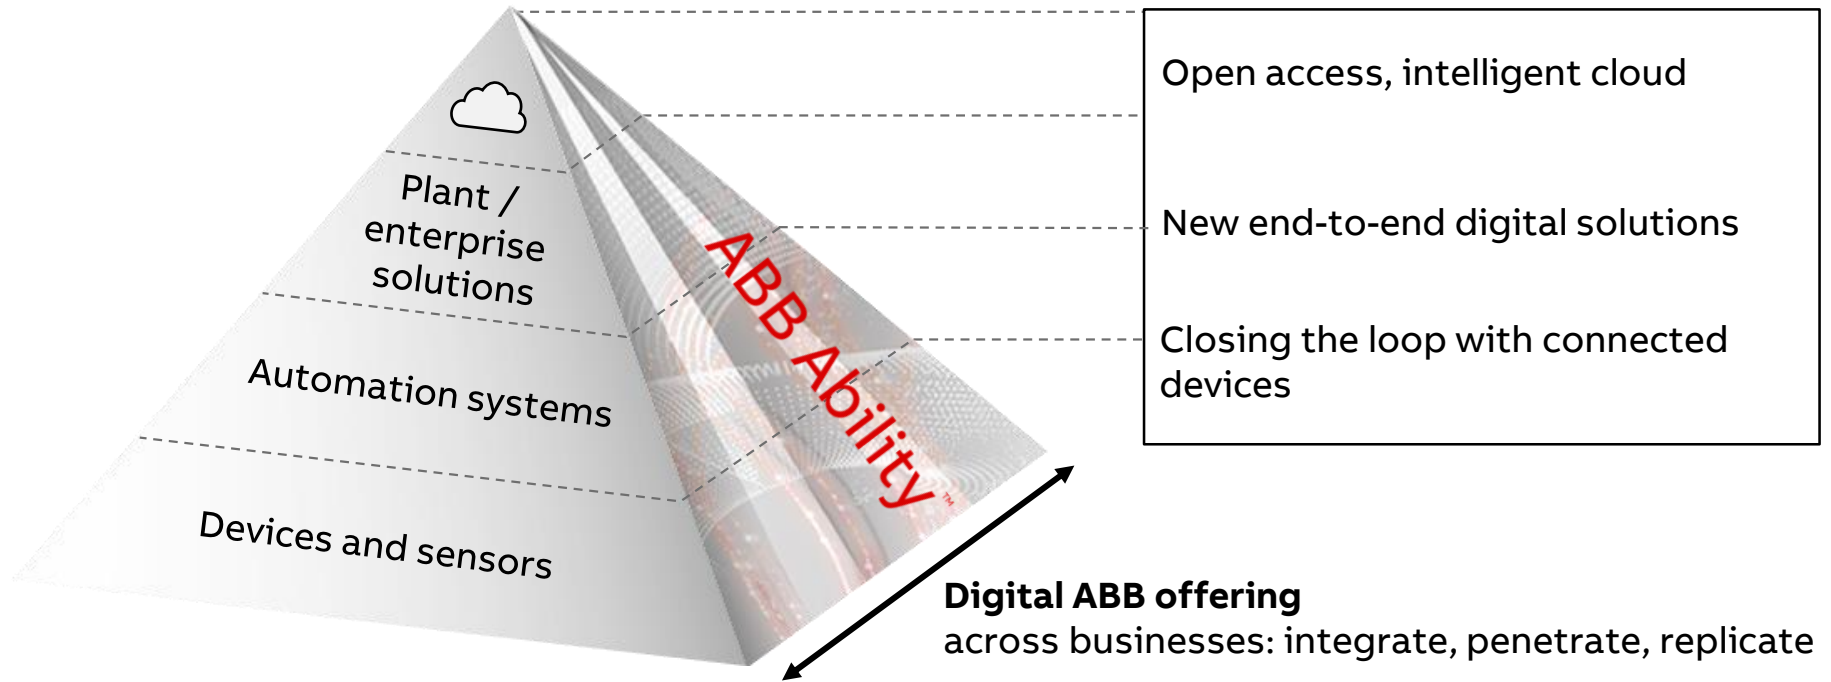 Plant /
enterprise
solutions
Automation systems
Devices and sensors
ABB Ability™
Open access, intelligent cloud
New end-to-end digital solutions
Closing the loop with connected
devices
Digital ABB offering
across businesses: integrate, penetrate, replicate